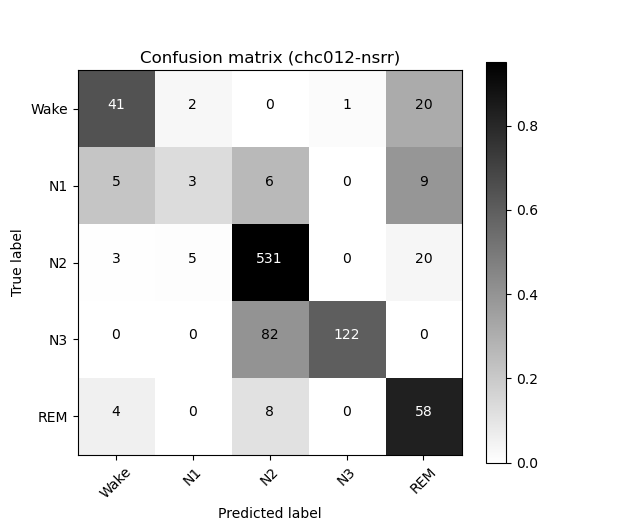 Confusion matrix (chc012-nsrr)
True label
Wake 41 2 0 1 20
N1 5 3 6 0 9
N2 3 5 531 0 20
N3 0 0 82 122 0
REM 4 0 8 0 58
Wake N1 N2 N3 REM
Predicted label
0.8
0.6
0.4
0.2
0.0